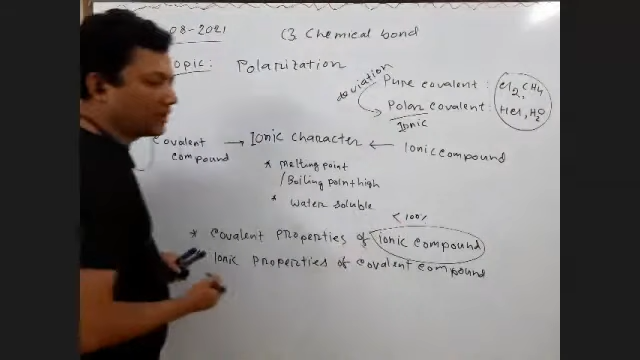 08-2021
(3. Chemical bond
Topic: Polarization
deviation
Pure covalent : Cl2, CH4
Polar covalent : HCl, H2O
Ionic
Covalent compound → Ionic character ← Ionic compound
* Melting point
/Boiling point high
* Water soluble
<100%
* Covalent properties of ionic compound
Ionic properties of covalent compound